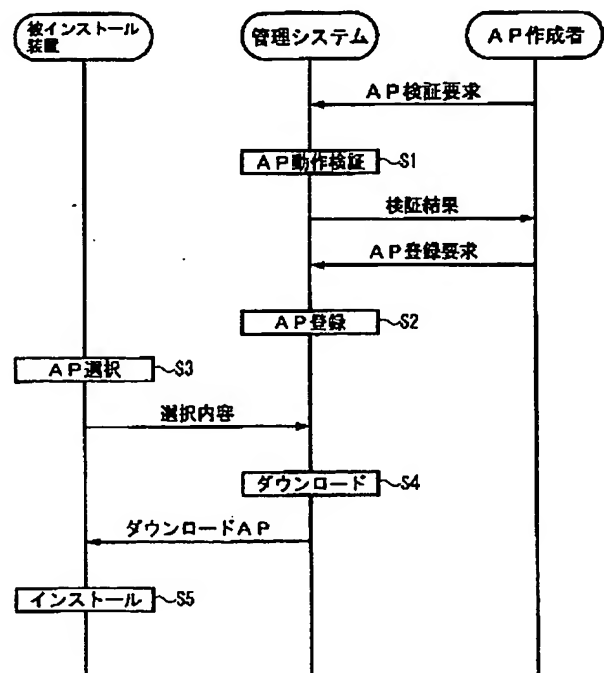 被インストール
装置
管理システム
AP作成者
AP検証要求
AP動作検証
S1
検証結果
AP登録要求
AP登録
S2
AP選択
S3
選択内容
ダウンロード
S4
ダウンロードAP
インストール
S5